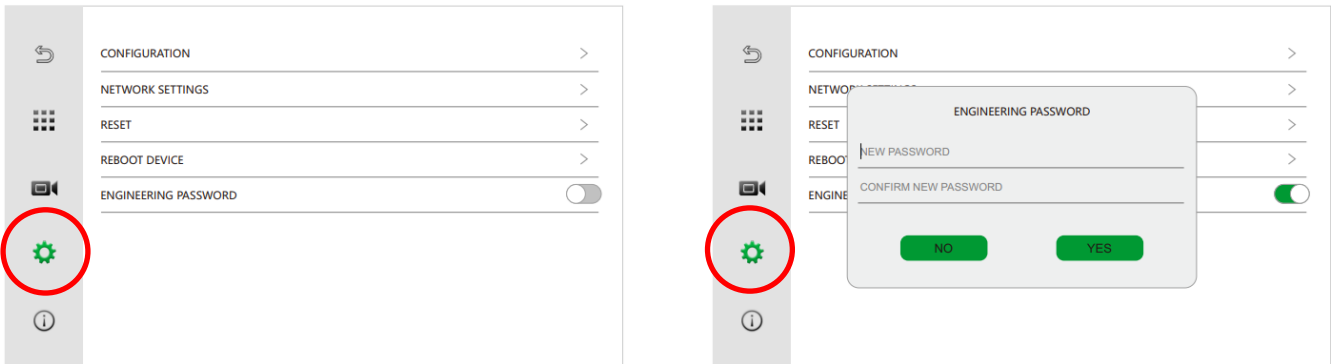 CONFIGURATION
NETWORK SETTINGS
RESET
REBOOT DEVICE
ENGINEERING PASSWORD
CONFIGURATION
RESET
ENGINEERING PASSWORD
NEW PASSWORD
CONFIRM NEW PASSWORD
NO
YES